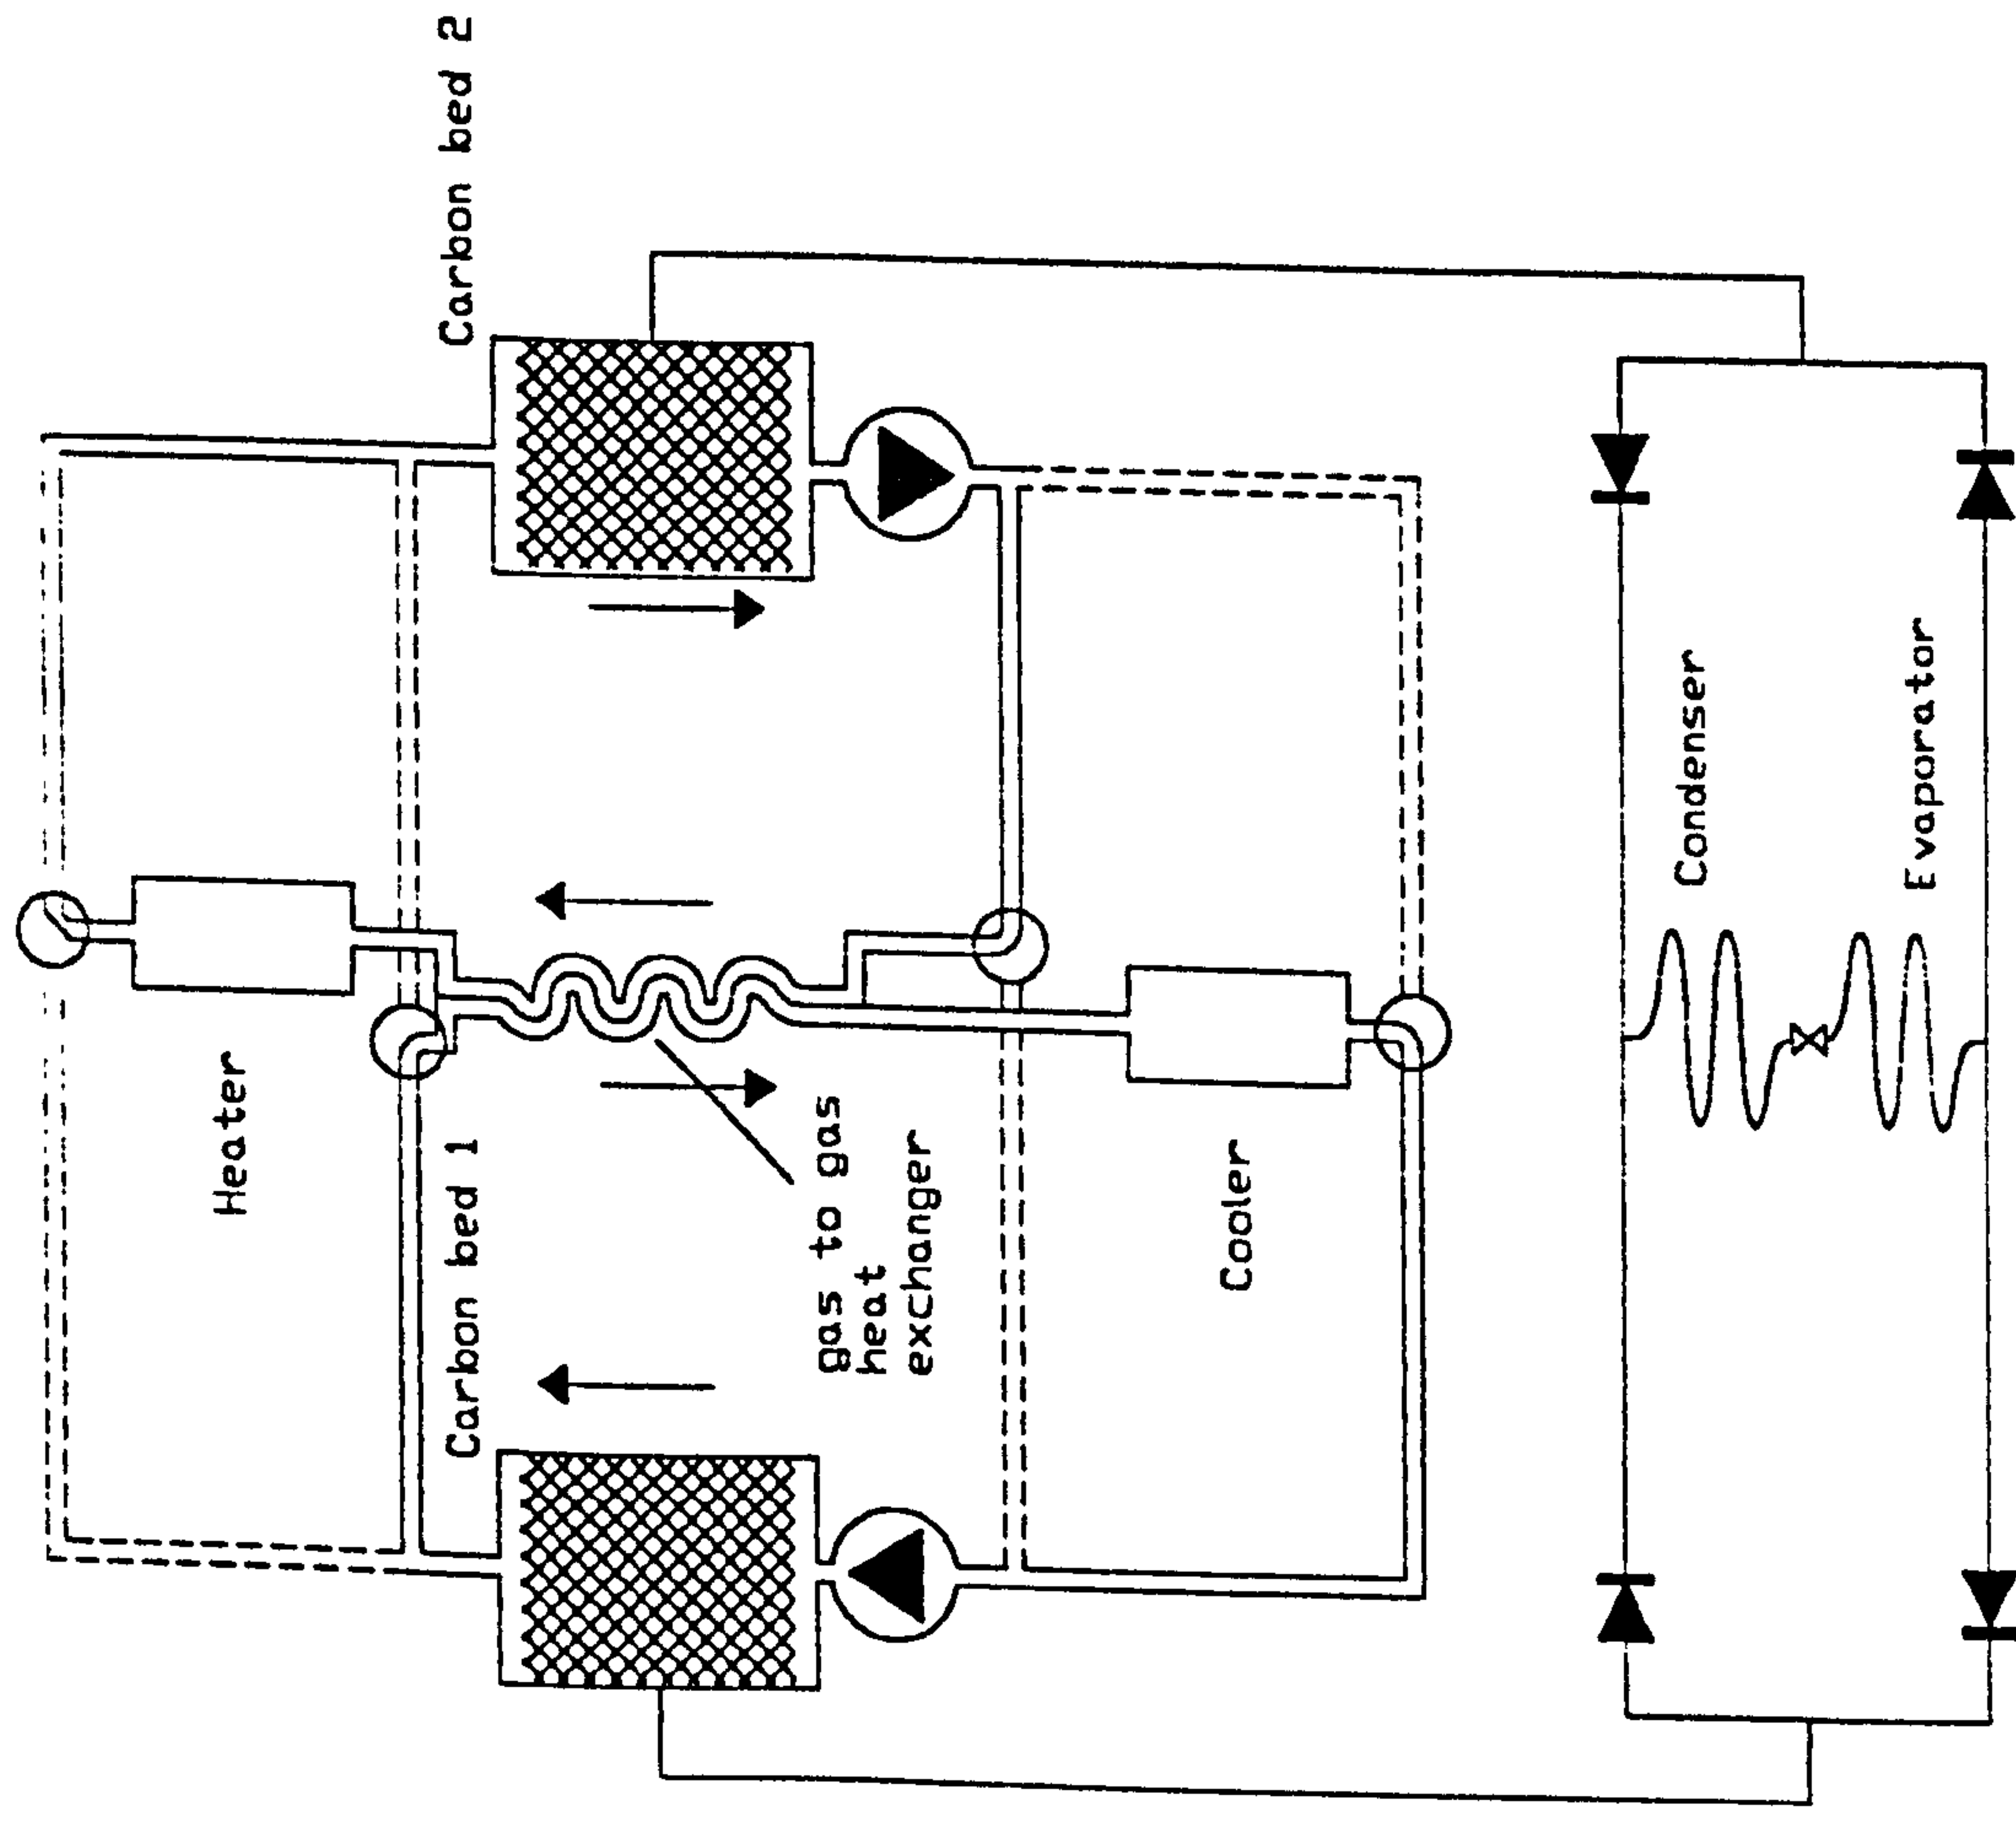 Carbon bed 2
Heater
Carbon bed 1
gas to gas
heat
exchanger
Cooler
Condenser
Evaporator